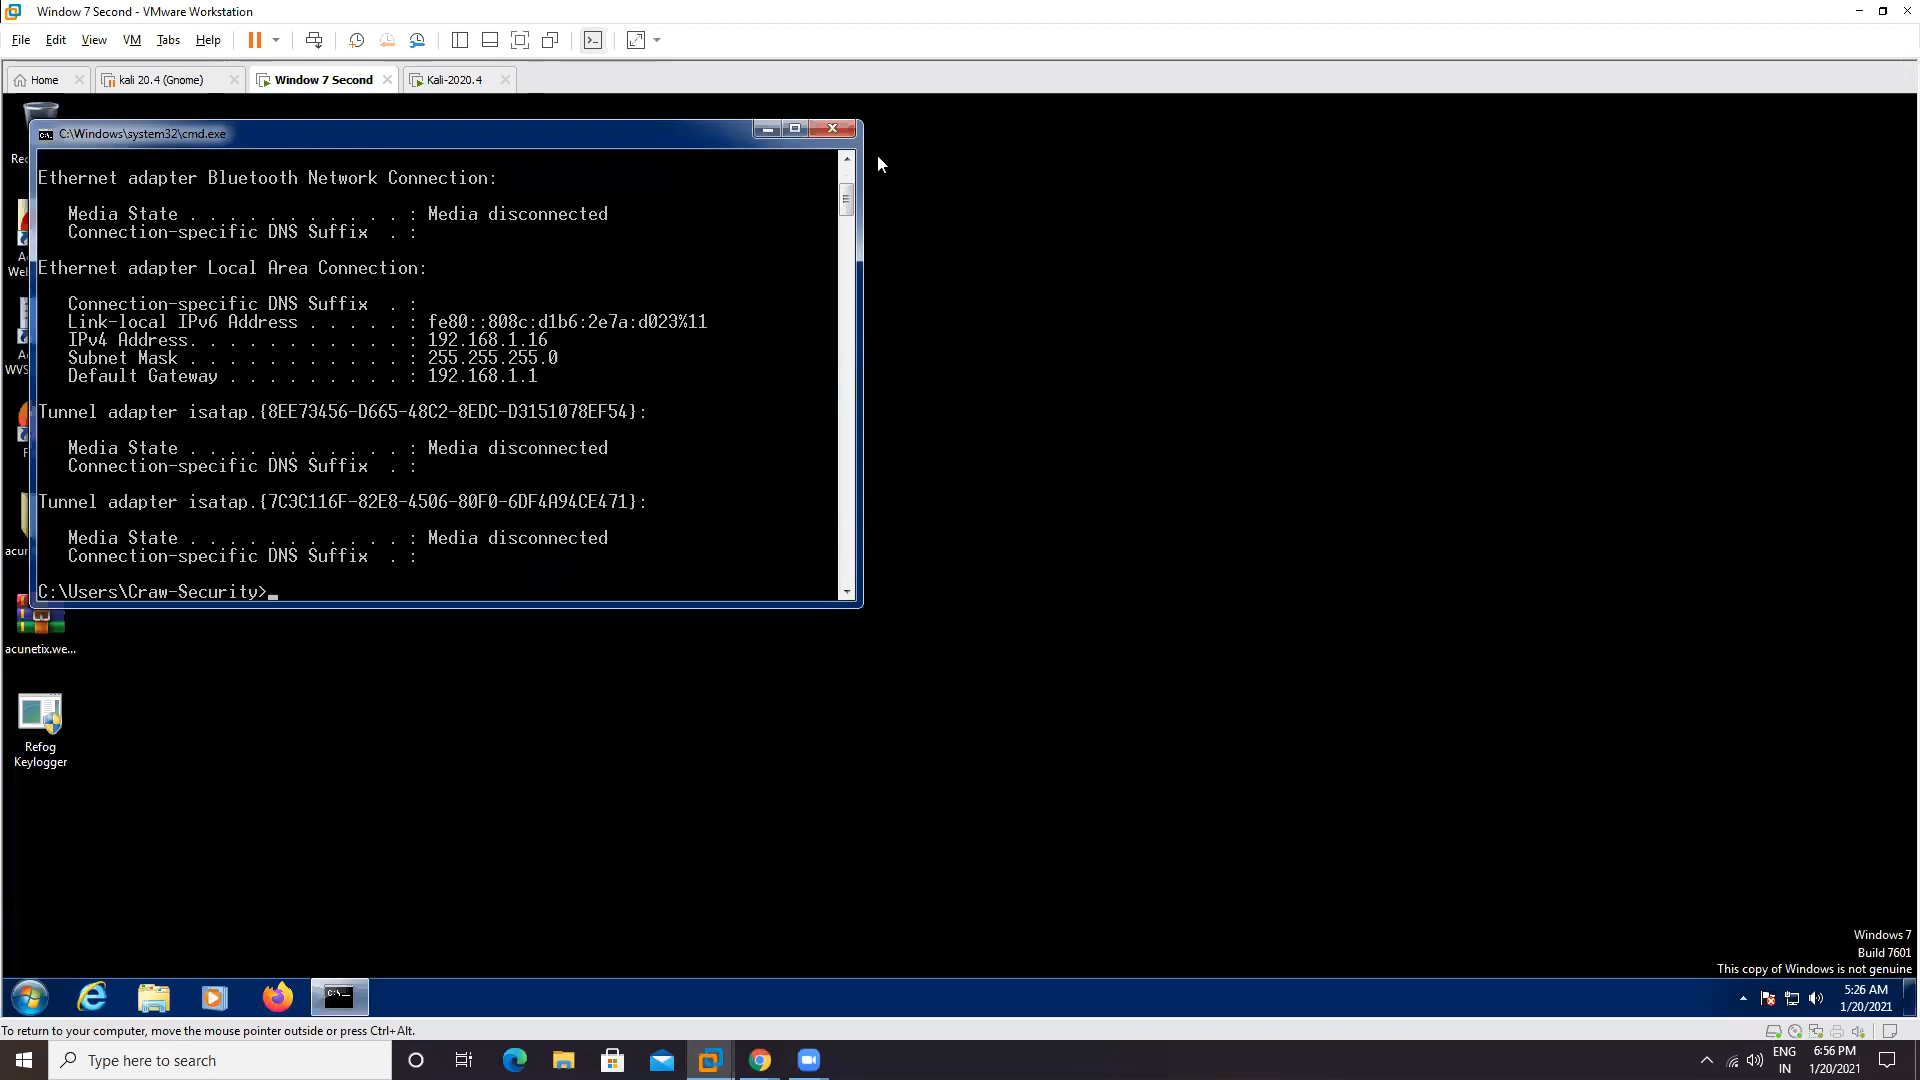 Window 7 Second - VMware Workstation
File Edit View VM Tabs Help
Home
kali 20.4 (Gnome)
Window 7 Second
Kali-2020.4
C:\Windows\system32\cmd.exe
Ethernet adapter Bluetooth Network Connection:
Media State . . . . . . . . . . . : Media disconnected
Connection-specific DNS Suffix . :
Ethernet adapter Local Area Connection:
Connection-specific DNS Suffix . :
Link-local IPv6 Address . . . . . : fe80::808c:d1b6:2e7a:d023%11
IPv4 Address. . . . . . . . . . . : 192.168.1.16
Subnet Mask . . . . . . . . . . . : 255.255.255.0
Default Gateway . . . . . . . . . : 192.168.1.1
Tunnel adapter isatap.{8EE73456-D665-48C2-8EDC-D3151078EF54}:
Media State . . . . . . . . . . . : Media disconnected
Connection-specific DNS Suffix . :
Tunnel adapter isatap.{7C3C116F-82E8-4506-80F0-6DF4A94CE471}:
Media State . . . . . . . . . . . : Media disconnected
Connection-specific DNS Suffix . :
C:\Users\Craw-Security>_
acunetix.we...
Refog
Keylogger
Windows 7
Build 7601
This copy of Windows is not genuine
5:26 AM
1/20/2021
To return to your computer, move the mouse pointer outside or press Ctrl+Alt.
Type here to search
ENG
IN
6:56 PM
1/20/2021